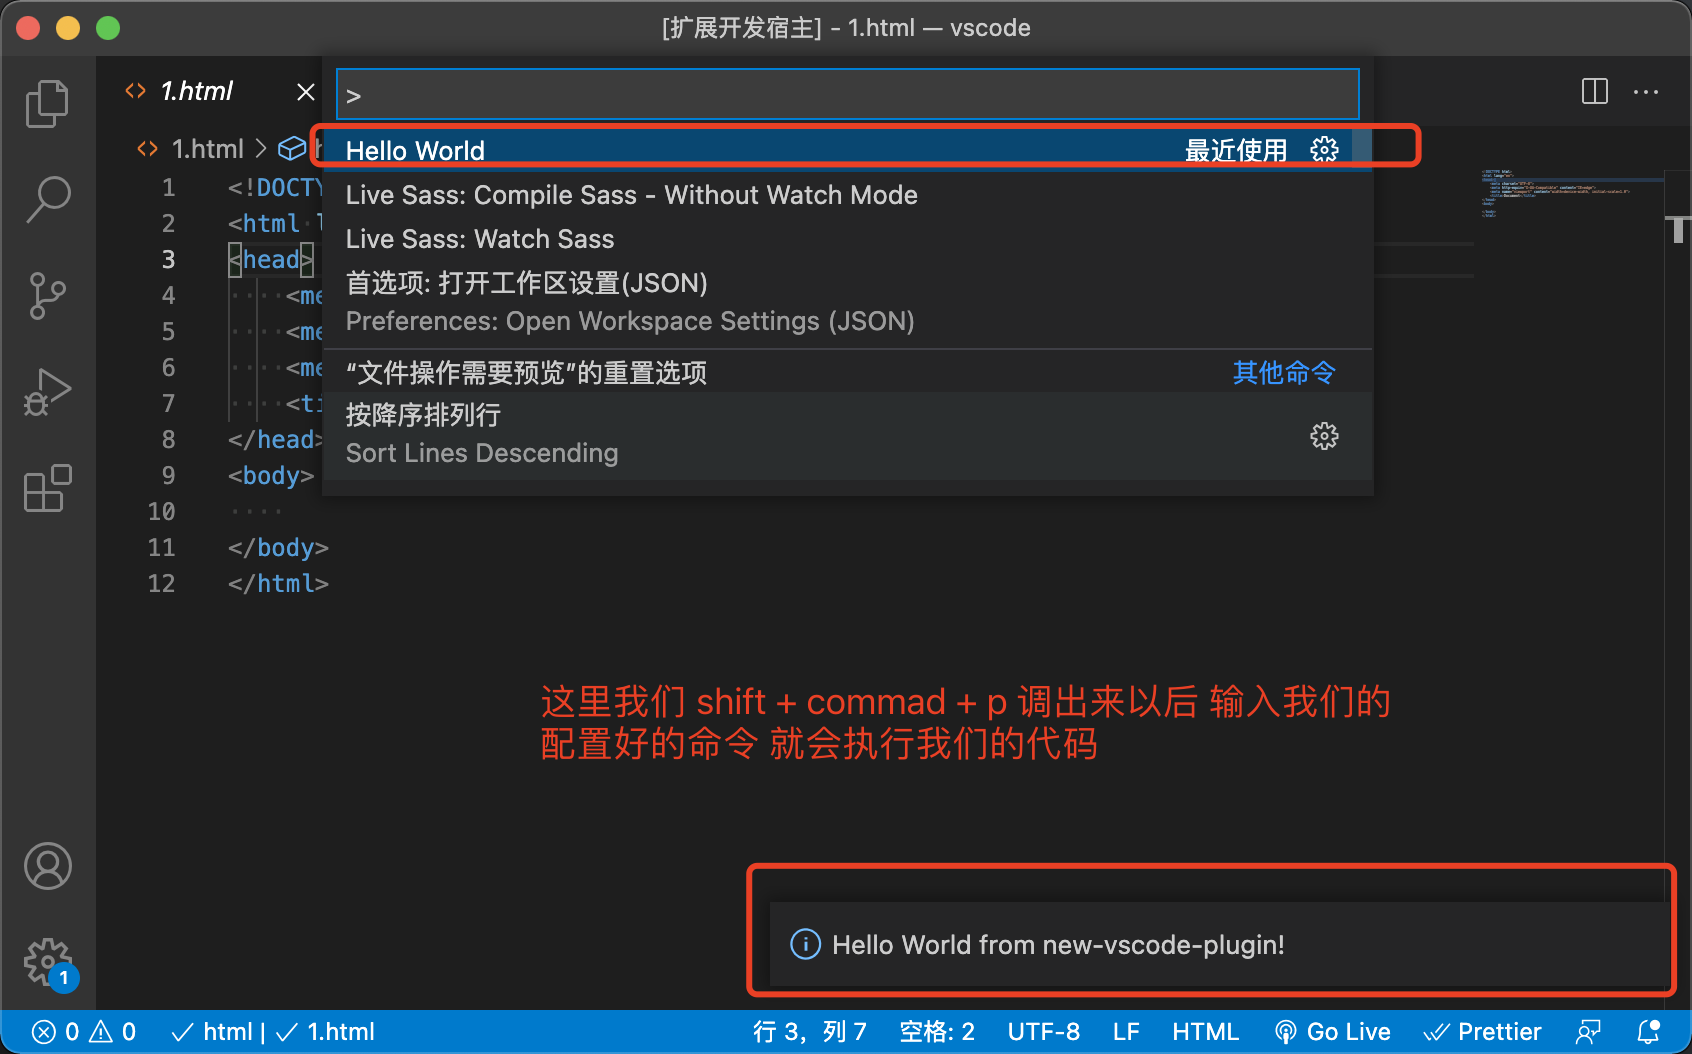 [扩展开发宿主] - 1.html — vscode
1.html
>
1.html >
Hello World 最近使用
Live Sass: Compile Sass - Without Watch Mode
Live Sass: Watch Sass
首选项: 打开工作区设置(JSON)
Preferences: Open Workspace Settings (JSON)
“文件操作需要预览”的重置选项 其他命令
按降序排列行
Sort Lines Descending
1 <!DOCTY
2 <html l
3 <head>
4 <me
5 <me
6 <me
7 <ti
8 </head>
9 <body>
10
11 </body>
12 </html>
这里我们 shift + commad + p 调出来以后 输入我们的
配置好的命令 就会执行我们的代码
Hello World from new-vscode-plugin!
1
0 0 html | 1.html 行 3，列 7 空格: 2 UTF-8 LF HTML Go Live Prettier